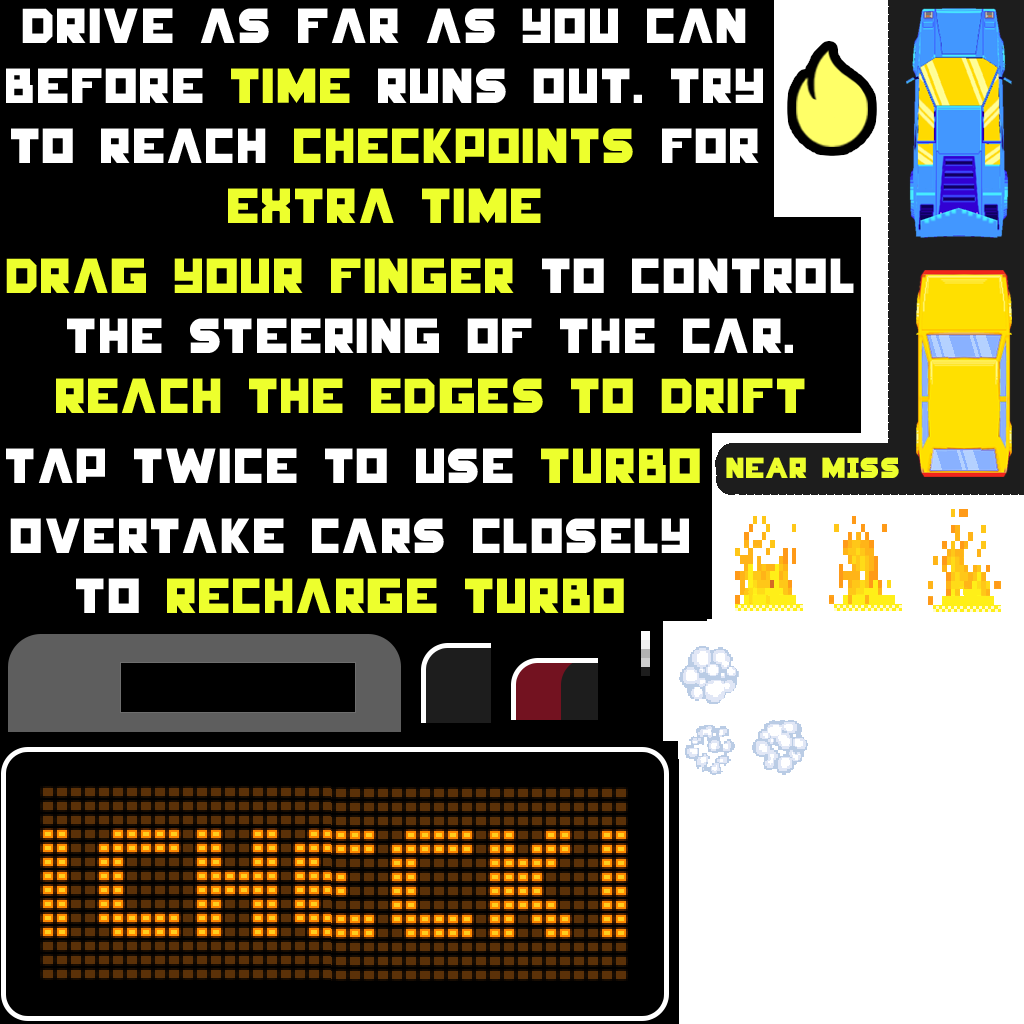 DRIVE AS FAR AS YOU CAN
BEFORE TIME RUNS OUT. TRY
TO REACH CHECKPOINTS FOR
EXTRA TIME
DRAG YOUR FINGER TO CONTROL
THE STEERING OF THE CAR.
REACH THE EDGES TO DRIFT
TAP TWICE TO USE TURBO
NEAR MISS
OVERTAKE CARS CLOSELY
TO RECHARGE TURBO
CHECK